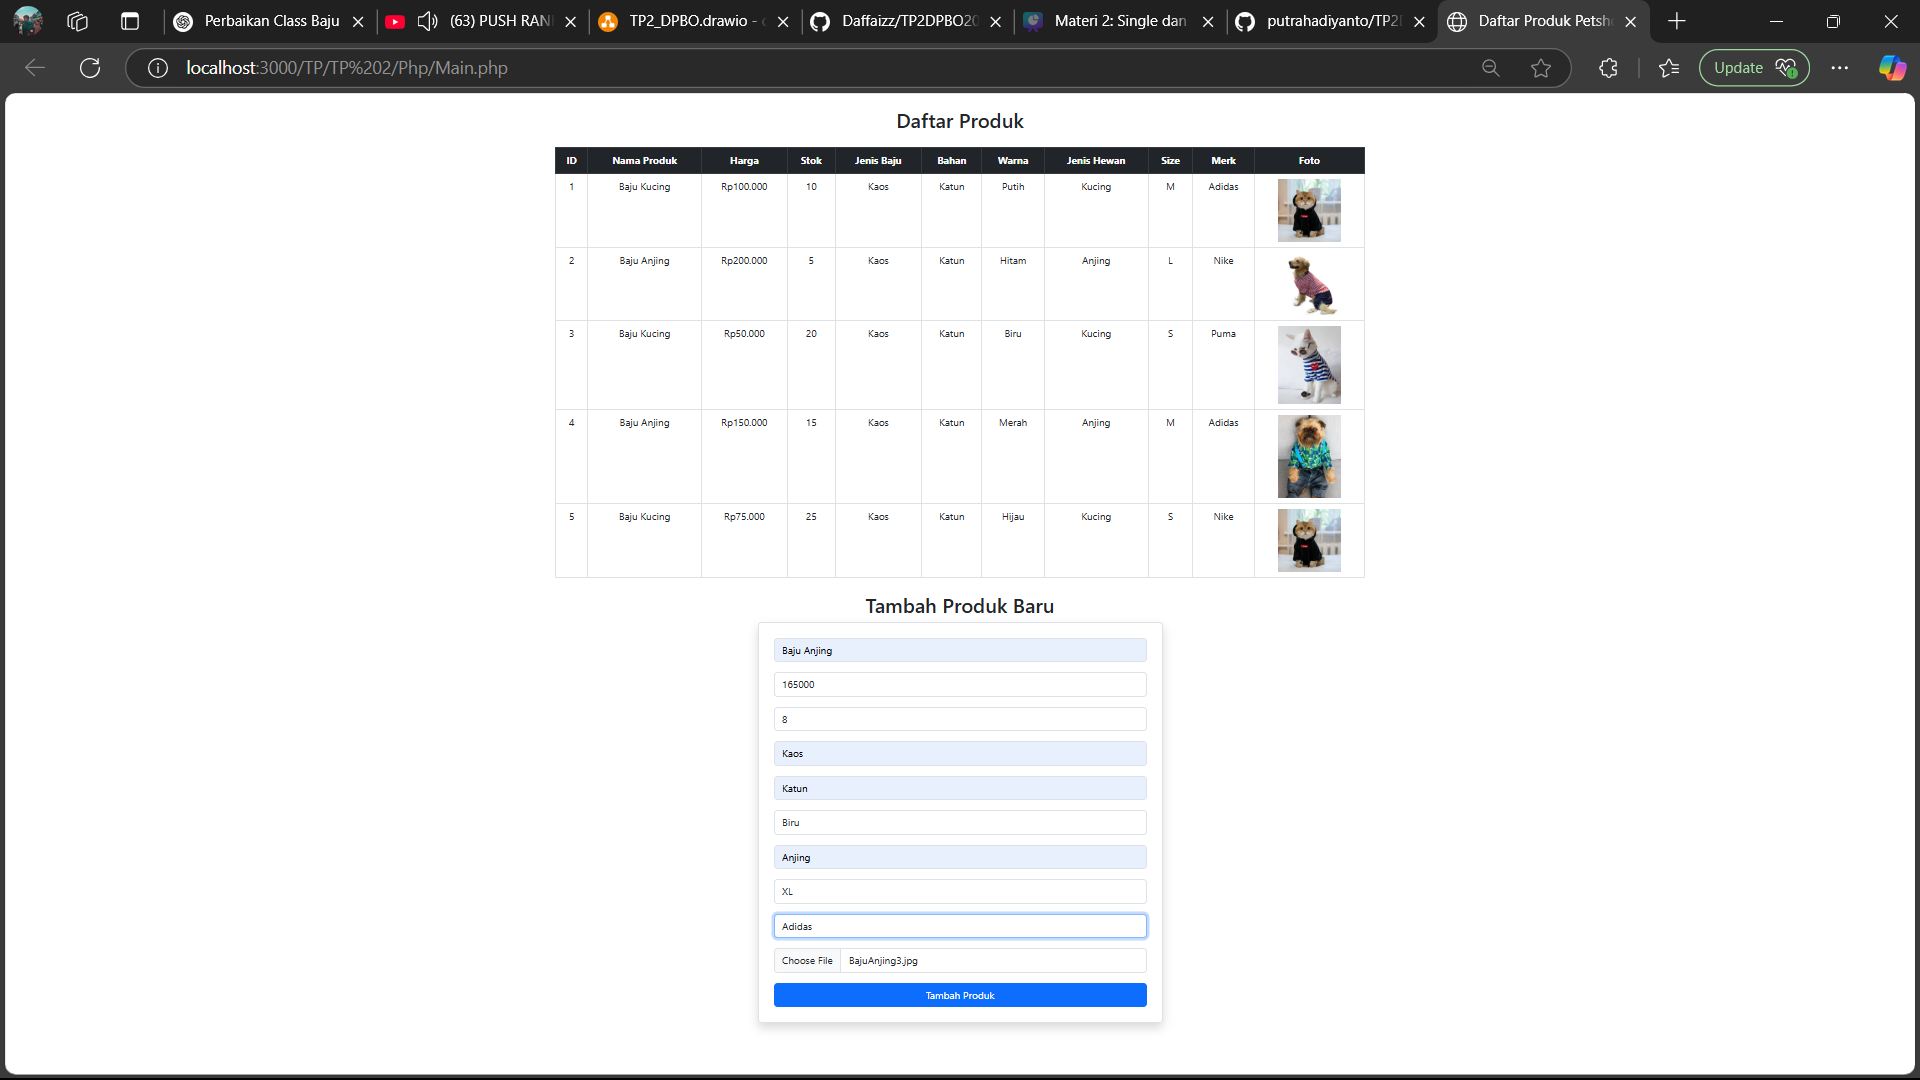 Perbaikan Class Baju
(63) PUSH RAN
TP2_DPBO.drawio -
Daffaizz/TP2DPBO20
Materi 2: Single dan
putrahadiyanto/TP2
Daftar Produk Petsh
localhost:3000/TP/TP%202/Php/Main.php
Update
Daftar Produk
ID Nama Produk Harga Stok Jenis Baju Bahan Warna Jenis Hewan Size Merk Foto
1 Baju Kucing Rp100.000 10 Kaos Katun Putih Kucing M Adidas
2 Baju Anjing Rp200.000 5 Kaos Katun Hitam Anjing L Nike
3 Baju Kucing Rp50.000 20 Kaos Katun Biru Kucing S Puma
4 Baju Anjing Rp150.000 15 Kaos Katun Merah Anjing M Adidas
5 Baju Kucing Rp75.000 25 Kaos Katun Hijau Kucing S Nike
Tambah Produk Baru
Baju Anjing
165000
8
Kaos
Katun
Biru
Anjing
XL
Adidas
Choose File BajuAnjing3.jpg
Tambah Produk